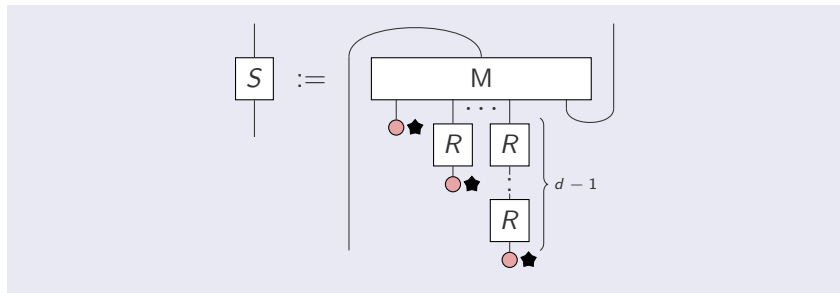 S := M
. . .
R R
⋮ d − 1
R